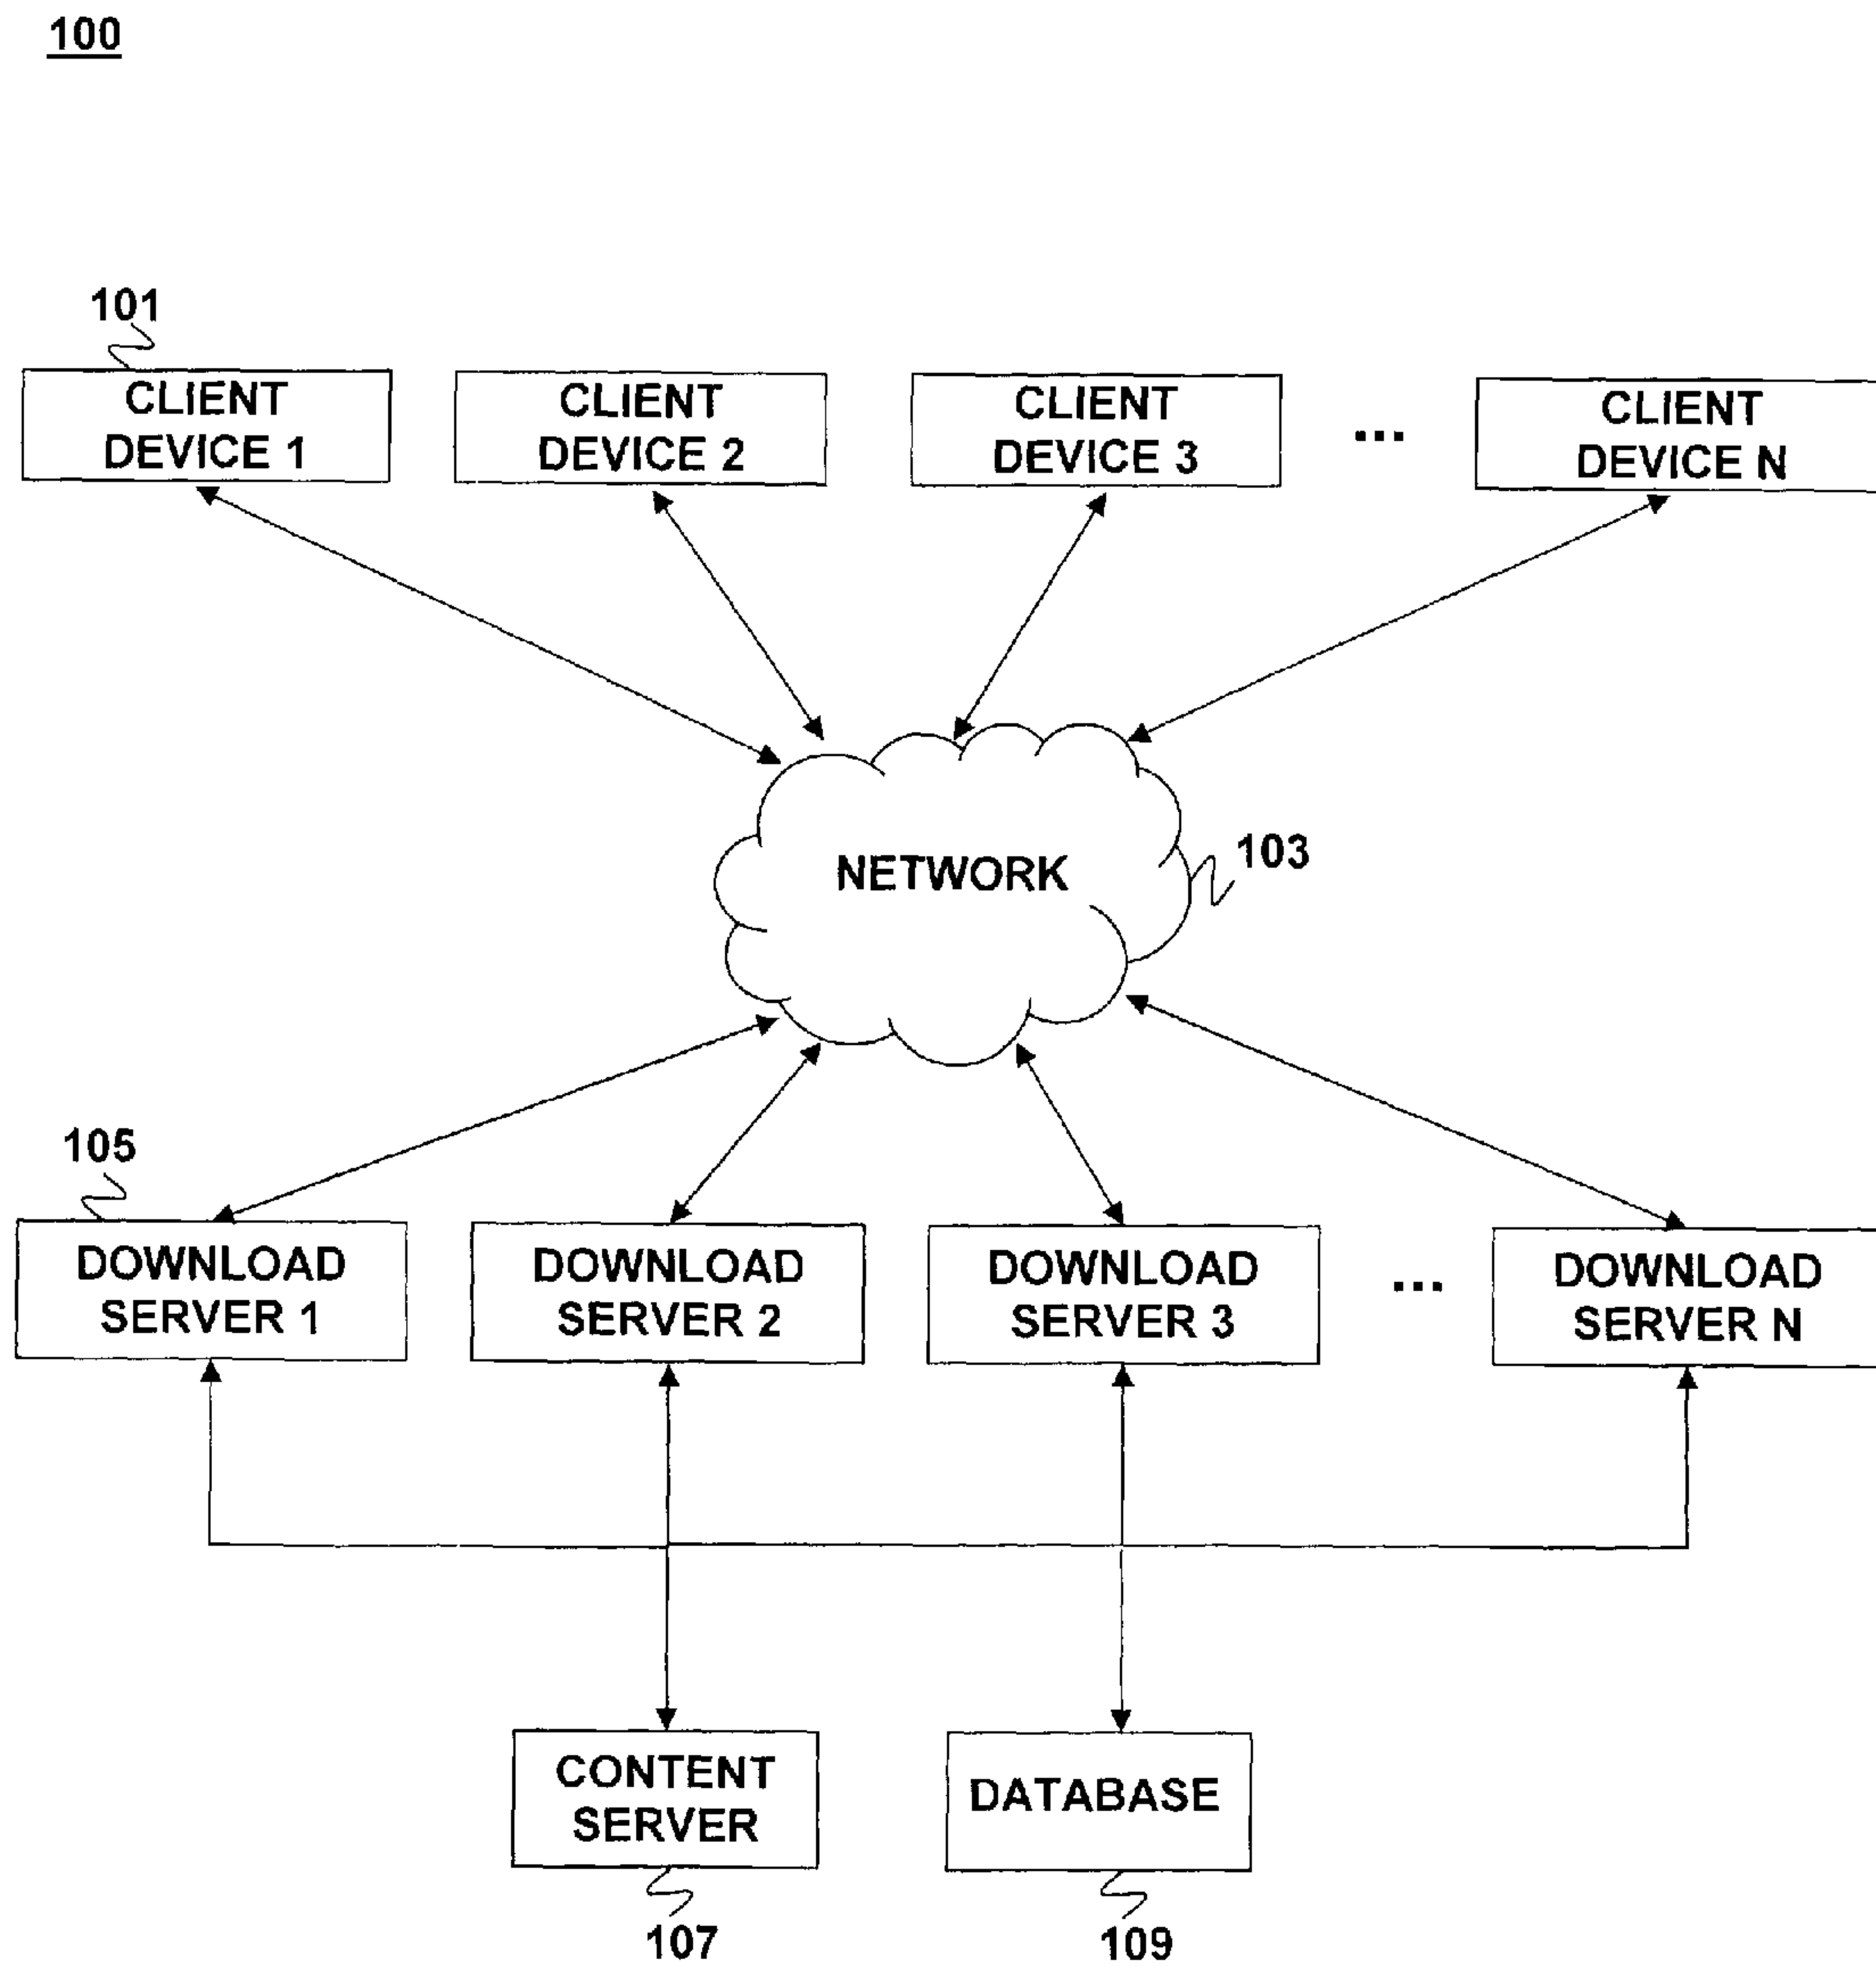 100
101
CLIENT
DEVICE 1
CLIENT
DEVICE 2
CLIENT
DEVICE 3
...
CLIENT
DEVICE N
NETWORK
103
105
DOWNLOAD
SERVER 1
DOWNLOAD
SERVER 2
DOWNLOAD
SERVER 3
...
DOWNLOAD
SERVER N
CONTENT
SERVER
DATABASE
107
109